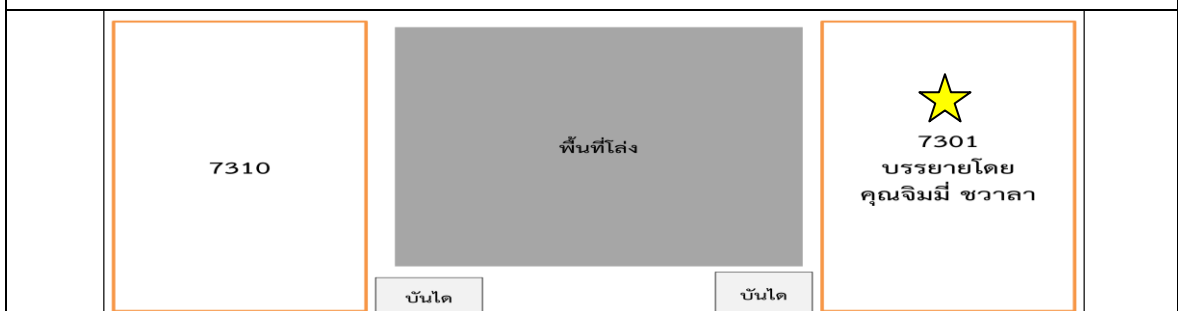 7310
พื้นที่โล่ง
7301
บรรยายโดย
คุณจิมมี่ ชวาลา
บันได
บันได